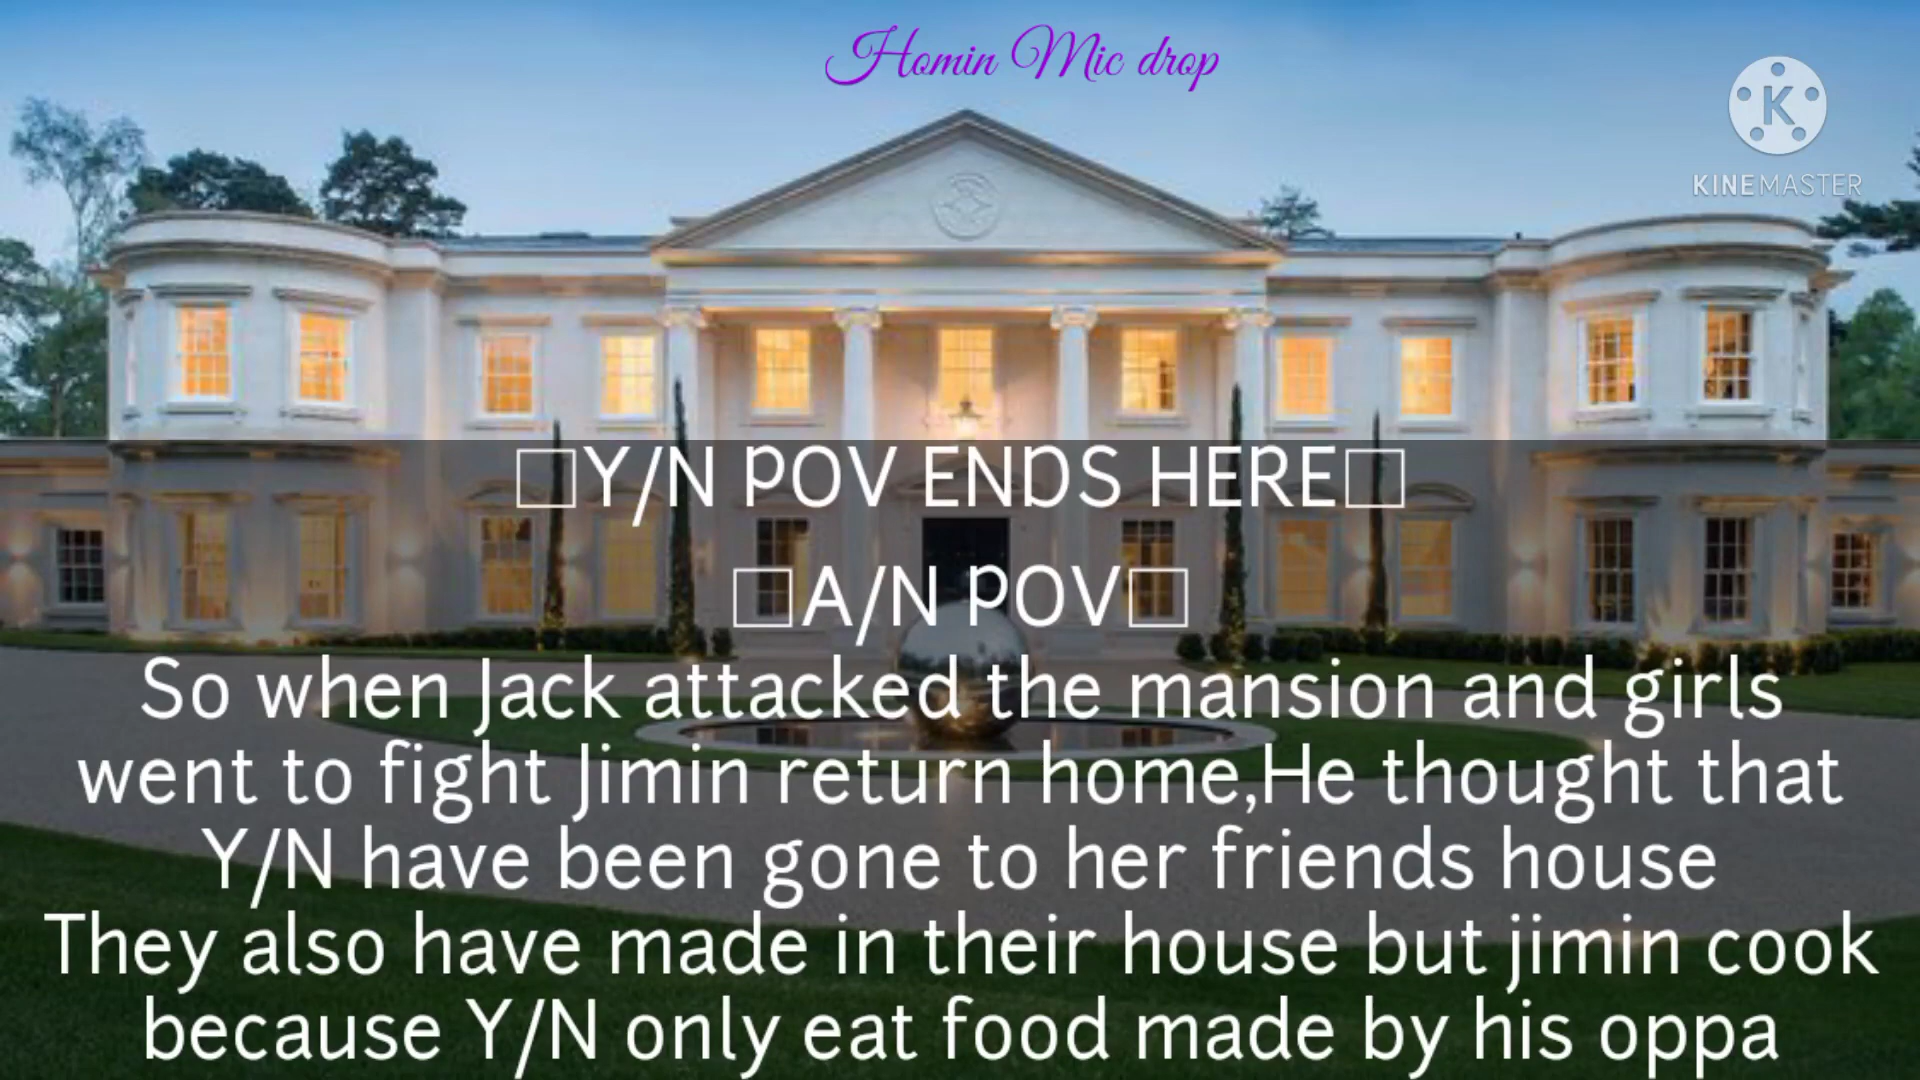 Homin Mic drop
K
KINEMASTER
□Y/N POV ENDS HERE□
□A/N POV□
So when Jack attacked the mansion and girls
went to fight Jimin return home,He thought that
Y/N have been gone to her friends house
They also have made in their house but jimin cook
because Y/N only eat food made by his oppa